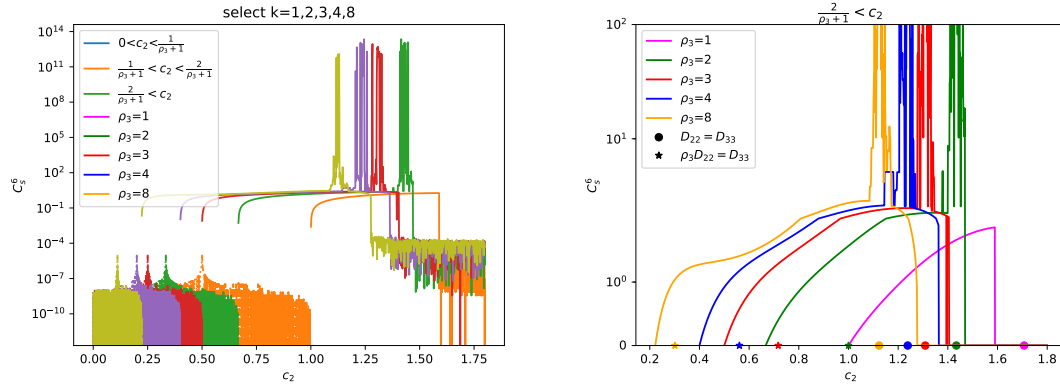 select k=1,2,3,4,8
10^14
10^11
10^8
10^5
10^2
10^-1
10^-4
10^-7
10^-10
C_s^6
0<c_2<1/(ρ_3+1)
1/(ρ_3+1)<c_2<2/(ρ_3+1)
2/(ρ_3+1)<c_2
ρ_3=1
ρ_3=2
ρ_3=3
ρ_3=4
ρ_3=8
0.00 0.25 0.50 0.75 1.00 1.25 1.50 1.75
c_2
2/(ρ_3+1)<c_2
10^2
10^1
10^0
0
C_s^6
ρ_3=1
ρ_3=2
ρ_3=3
ρ_3=4
ρ_3=8
D_22=D_33
ρ_3D_22=D_33
0.2 0.4 0.6 0.8 1.0 1.2 1.4 1.6 1.8
c_2